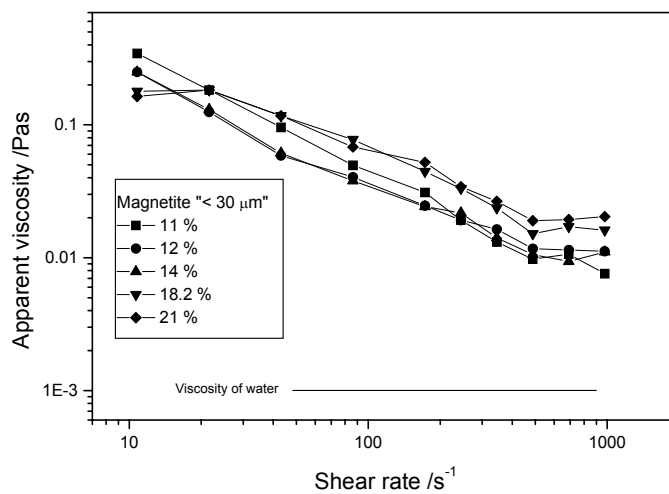 Apparent viscosity /Pas
0.1
0.01
1E-3
Magnetite "< 30 μm"
11 %
12 %
14 %
18.2 %
21 %
Viscosity of water
10
100
1000
Shear rate /s⁻¹